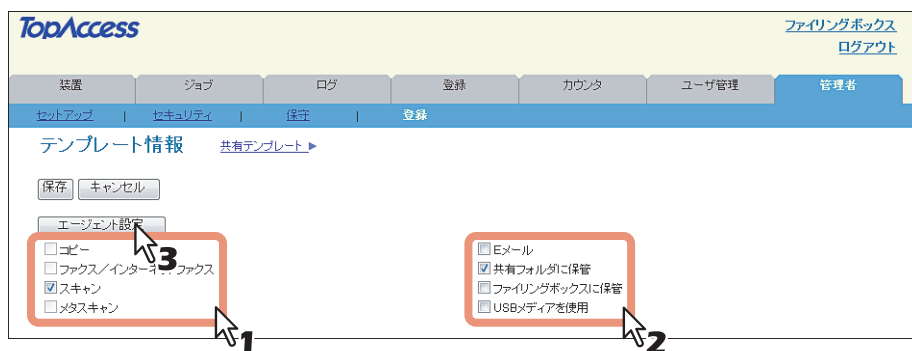 TopAccess
ファイリングボックス
ログアウト
装置 ジョブ ログ 登録 カウンタ ユーザ管理 管理者
セットアップ | セキュリティ | 保守 | 登録
テンプレート情報 共有テンプレート ▶
保存 キャンセル
エージェント設定
3
コピー
ファクス/インターネットファクス
スキャン
メタスキャン
1
Eメール
共有フォルダに保管
ファイリングボックスに保管
USBメディアを使用
2